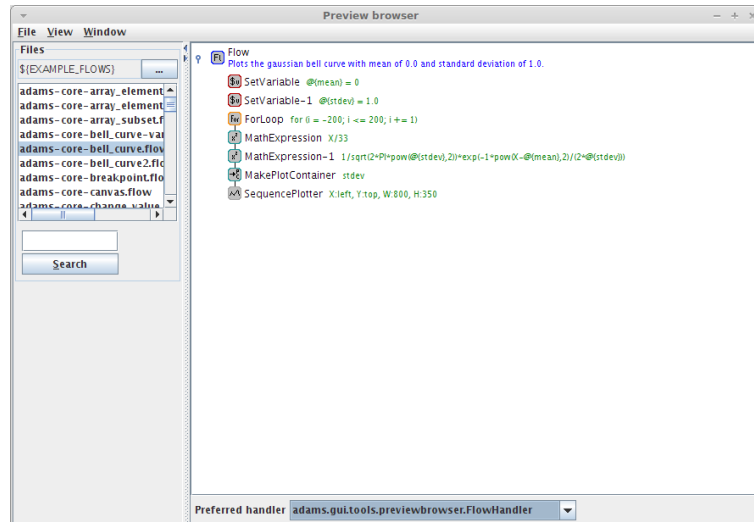 Preview browser
File View Window
Files
${EXAMPLE_FLOWS}
...
adams-core-array_element
adams-core-array_element
adams-core-array_subset.f
adams-core-bell_curve-va
adams-core-bell_curve.flow
adams-core-bell_curve2.flo
adams-core-breakpoint.flo
adams-core-canvas.flow
adams-core-change_value
Search
Flow
Plots the gaussian bell curve with mean of 0.0 and standard deviation of 1.0.
SetVariable @{mean} = 0
SetVariable-1 @{stdev} = 1.0
ForLoop for (i = -200; i <= 200; i += 1)
MathExpression X/33
MathExpression-1 1/sqrt(2*PI*pow(@{stdev},2))*exp(-1*pow(X-@{mean},2)/(2*@{stdev}))
MakePlotContainer stdev
SequencePlotter X:left, Y:top, W:800, H:350
Preferred handler adams.gui.tools.previewbrowser.FlowHandler